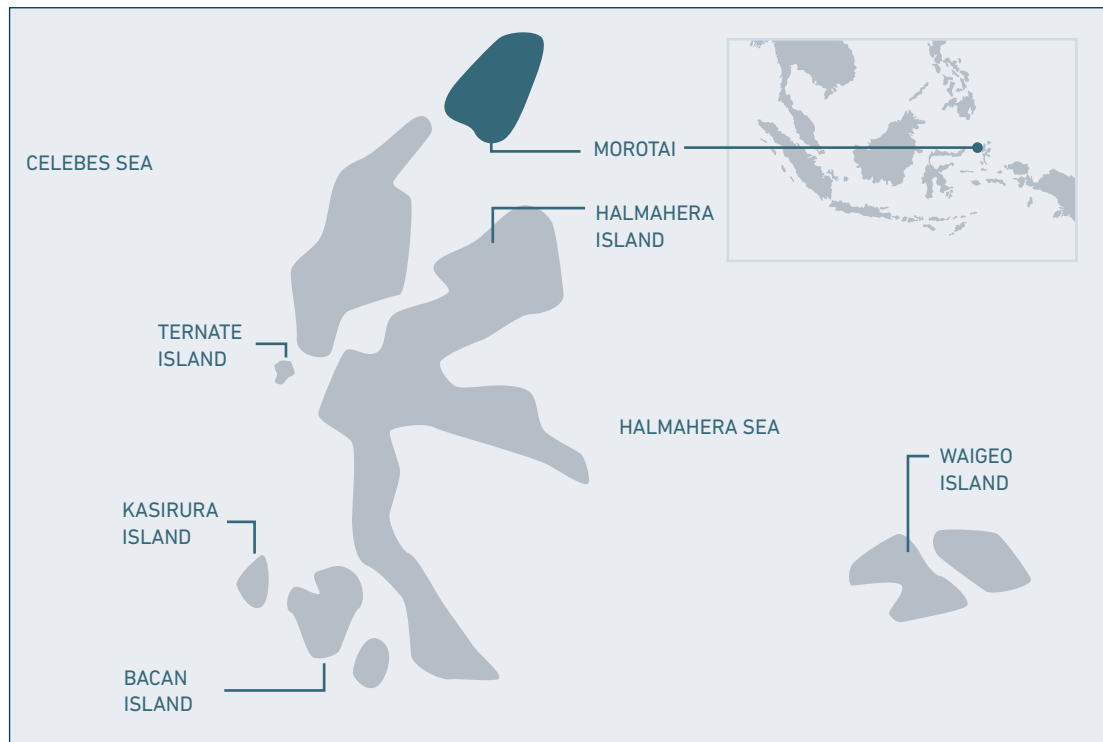 CELEBES SEA
MOROTAI
HALMAHERA
ISLAND
TERNATE
ISLAND
HALMAHERA SEA
WAIGEO
ISLAND
KASIRURA
ISLAND
BACAN
ISLAND